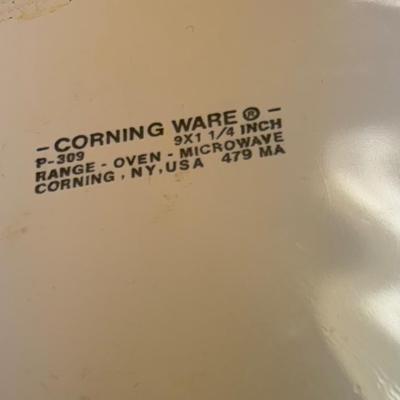 - CORNING WARE ® -
P-309 9X1 1/4 INCH
RANGE - OVEN - MICROWAVE
CORNING , NY, USA 479 MA